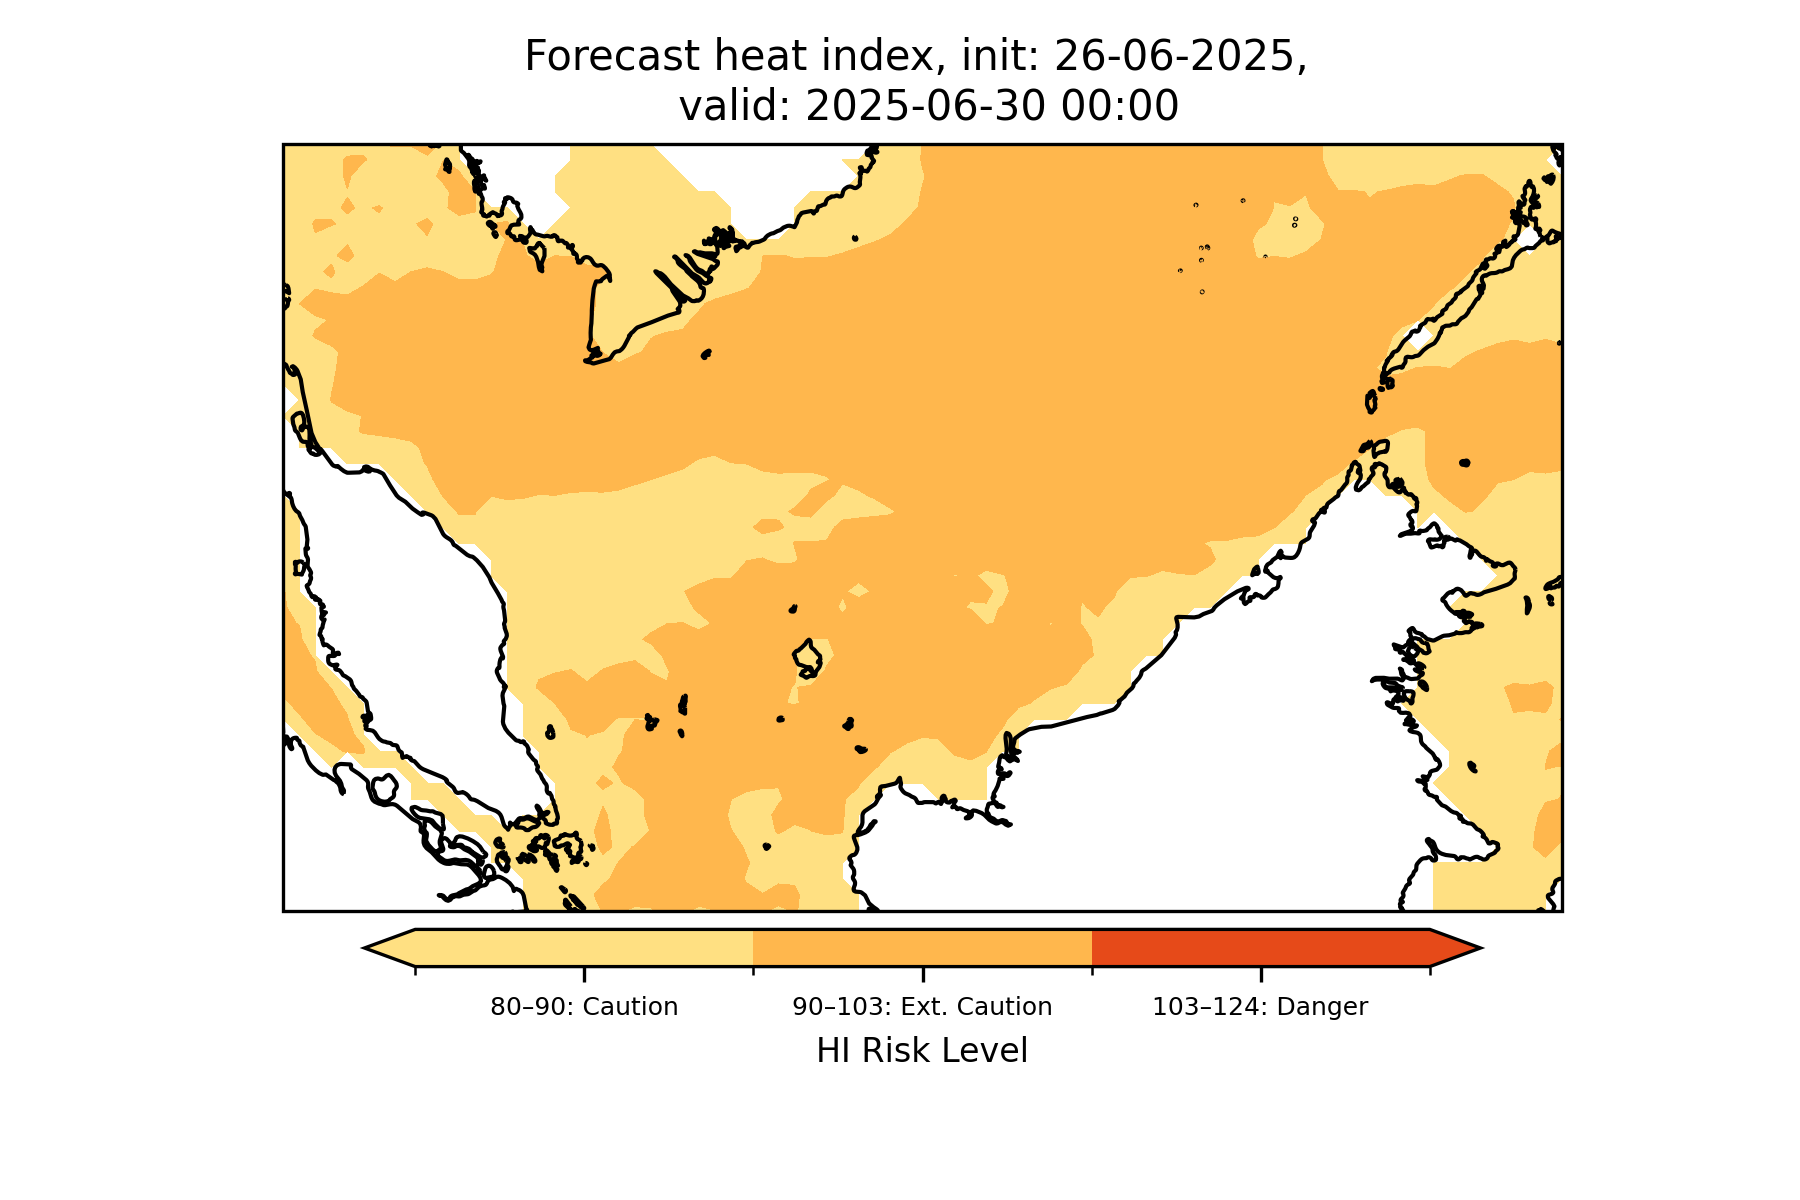 Forecast heat index, init: 26-06-2025,
valid: 2025-06-30 00:00
80–90: Caution
90–103: Ext. Caution
103–124: Danger
HI Risk Level